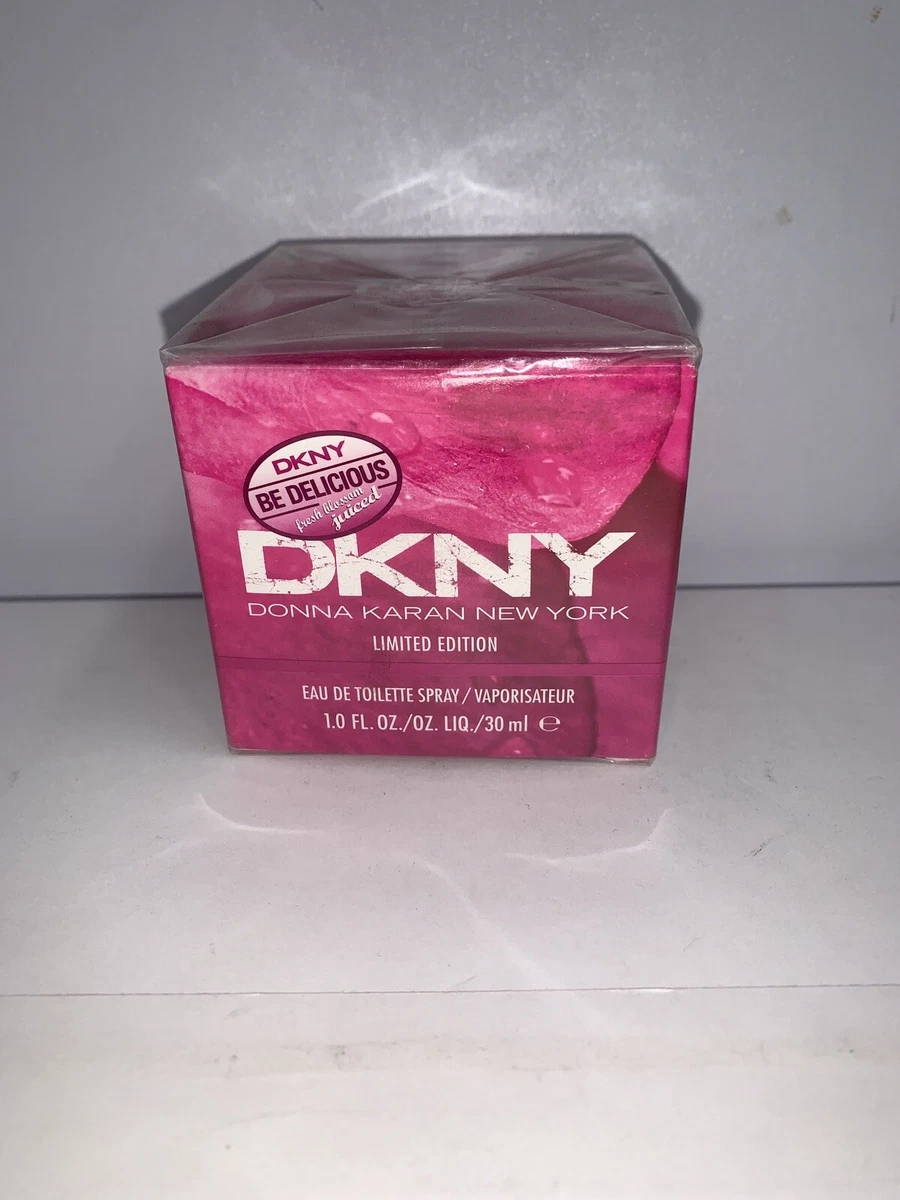 DKNY
BE DELICIOUS
fresh blossom
juiced
DKNY
DONNA KARAN NEW YORK
LIMITED EDITION
EAU DE TOILETTE SPRAY / VAPORISATEUR
1.0 FL. OZ./OZ. LIQ./30 ml ℮